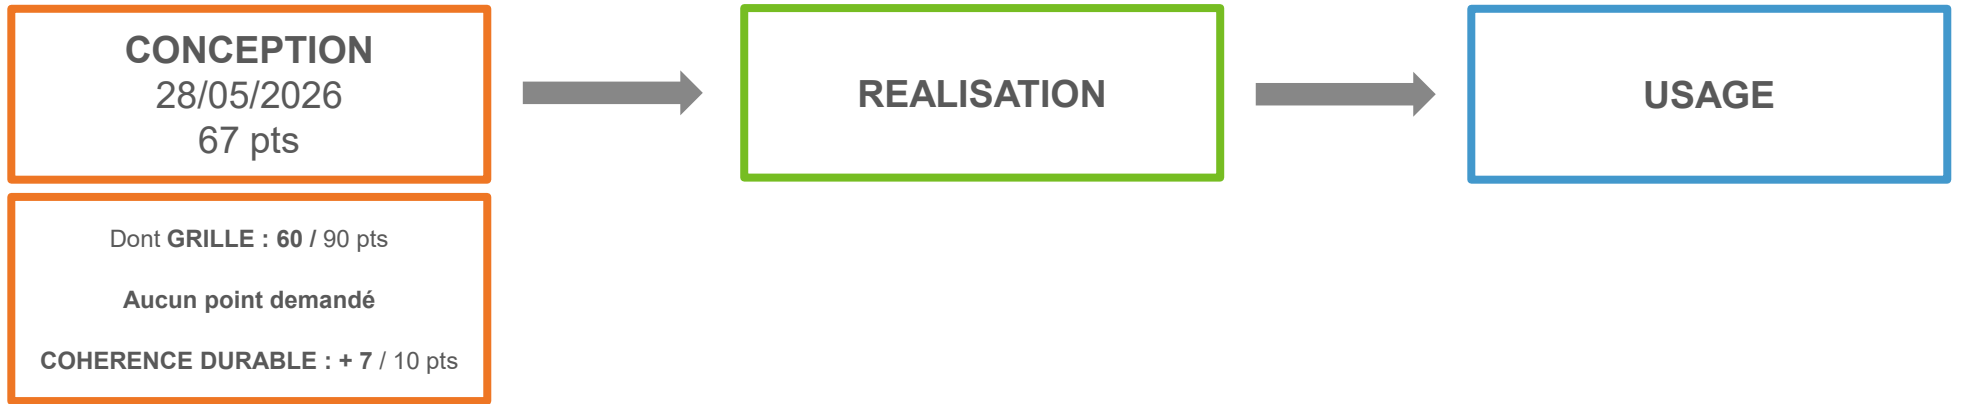 CONCEPTION
28/05/2026
67 pts
REALISATION
USAGE
Dont GRILLE : 60 / 90 pts
Aucun point demandé
COHERENCE DURABLE : + 7 / 10 pts